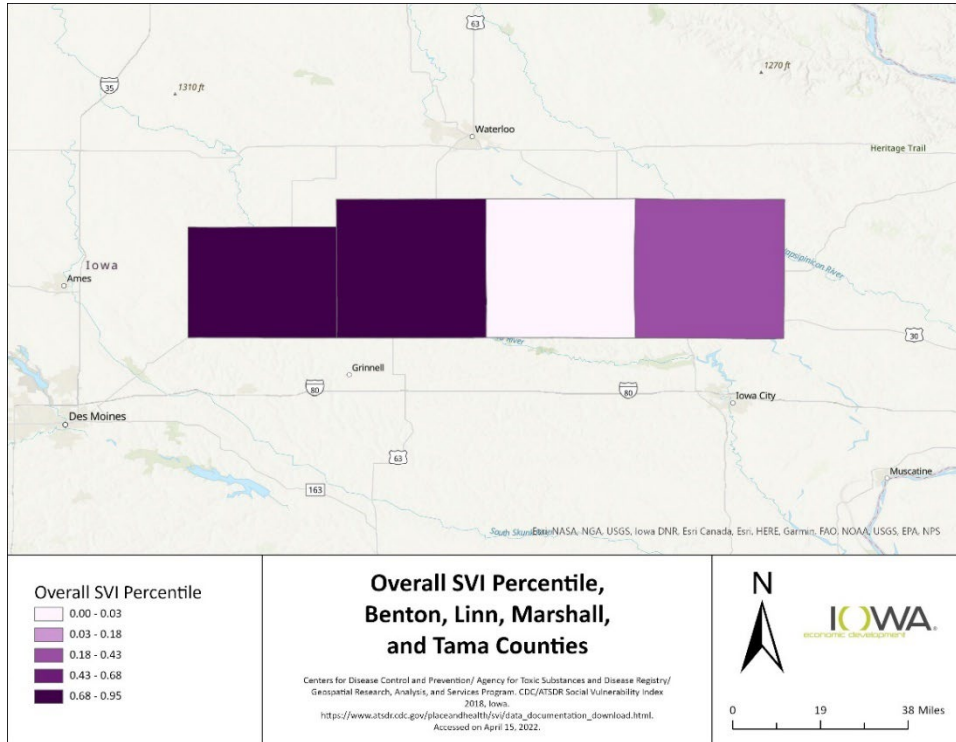 63
35
1310 ft
1270 ft
Waterloo
Heritage Trail
Iowa
Ames
River
30
Grinnell
80
80
Iowa City
Des Moines
63
Muscatine
163
South
Esri, NASA, NGA, USGS, Iowa DNR, Esri Canada, Esri, HERE, Garmin, FAO, NOAA, USGS, EPA, NPS
Overall SVI Percentile
0.00 - 0.03
0.03 - 0.18
0.18 - 0.43
0.43 - 0.68
0.68 - 0.95
Overall SVI Percentile,
Benton, Linn, Marshall,
and Tama Counties
Centers for Disease Control and Prevention/ Agency for Toxic Substances and Disease Registry/
Geospatial Research, Analysis, and Services Program. CDC/ATSDR Social Vulnerability Index
2018, Iowa.
https://www.atsdr.cdc.gov/placeandhealth/svi/data_documentation_download.html.
Accessed on April 15, 2022.
N
IOWA®
economic development
0 19 38 Miles